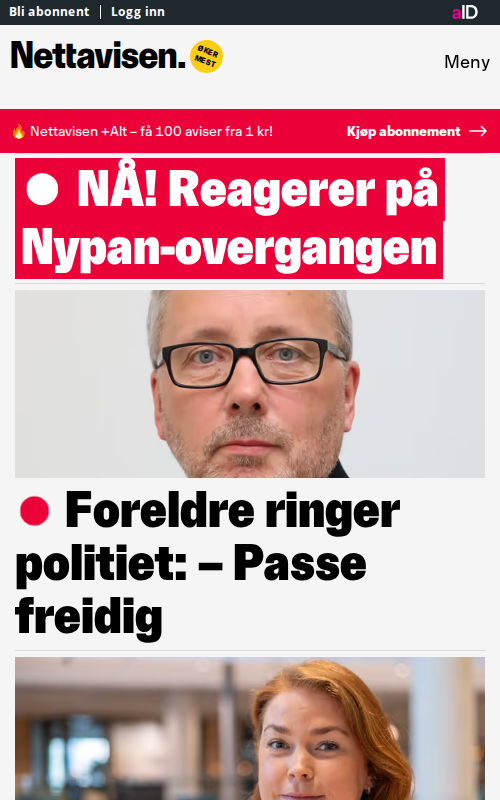 Bli abonnent | Logg inn
aID
Nettavisen.
ØKER
MEST
Meny
🔥 Nettavisen +Alt – få 100 aviser fra 1 kr!
Kjøp abonnement →
NÅ! Reagerer på
Nypan-overgangen
Foreldre ringer
politiet: – Passe
freidig